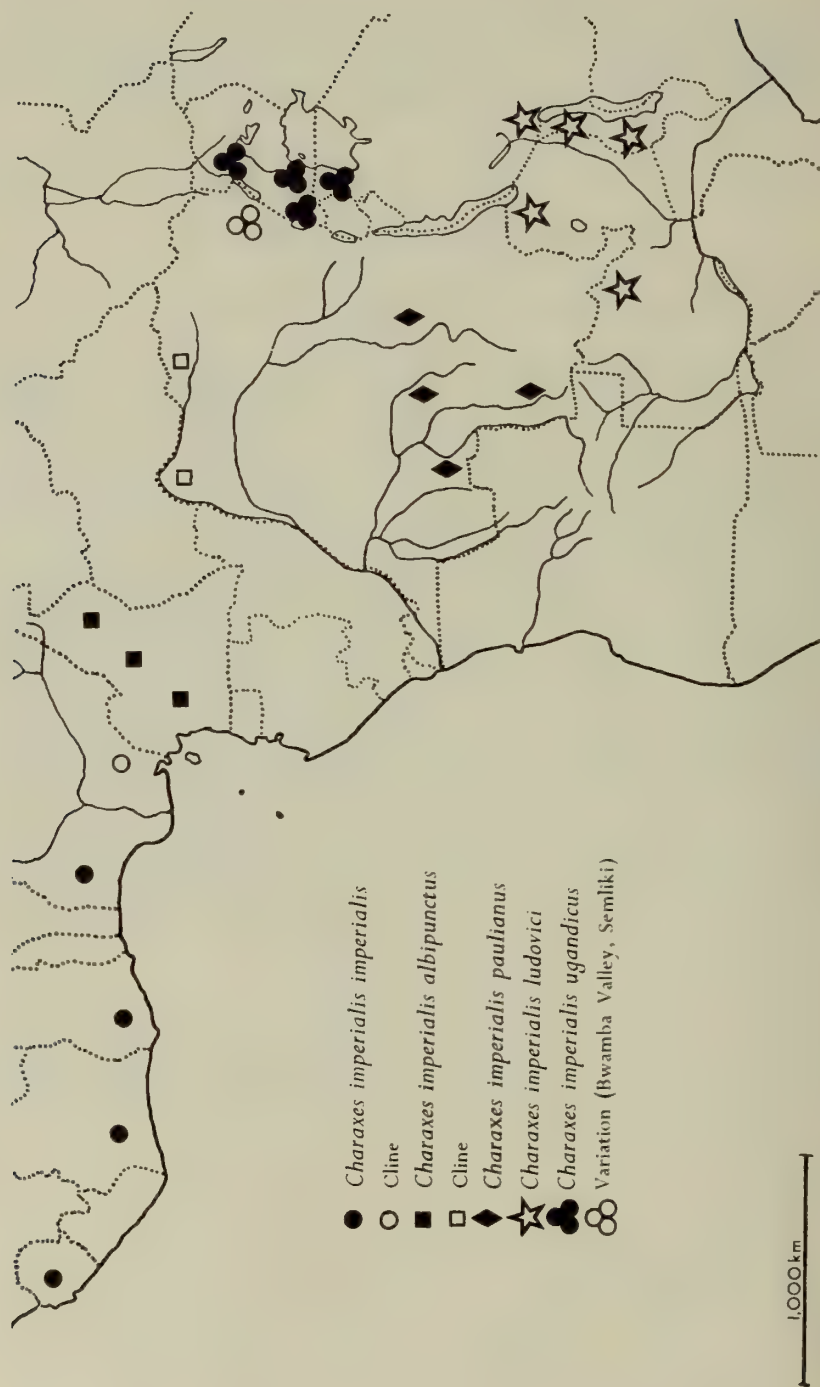 Charaxes imperialis imperialis
Cline
Charaxes imperialis albipunctus
Cline
Charaxes imperialis paulianus
Charaxes imperialis ludovici
Charaxes imperialis ugandicus
Variation (Bwamba Valley, Semliki)
1,000 km